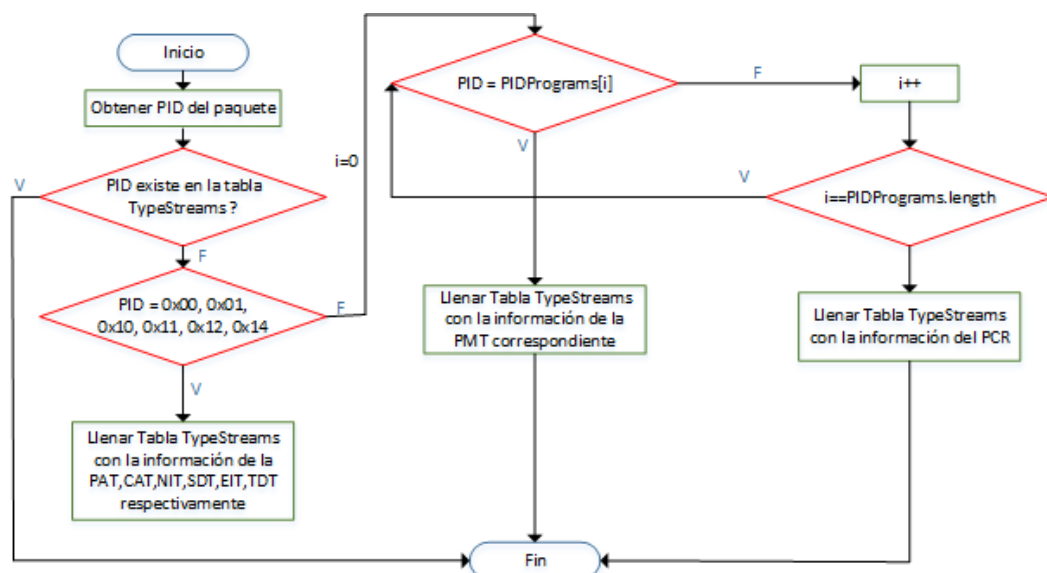 Inicio
Obtener PID del paquete
PID existe en la tabla
TypeStreams ?
V
F
PID = 0x00, 0x01,
0x10, 0x11, 0x12, 0x14
F
V
Llenar Tabla TypeStreams
con la información de la
PAT,CAT,NIT,SDT,EIT,TDT
respectivamente
i=0
PID = PIDPrograms[i]
F
V
i++
i==PIDPrograms.length
V
Llenar Tabla TypeStreams
con la información de la
PMT correspondiente
Llenar Tabla TypeStreams
con la información del PCR
Fin